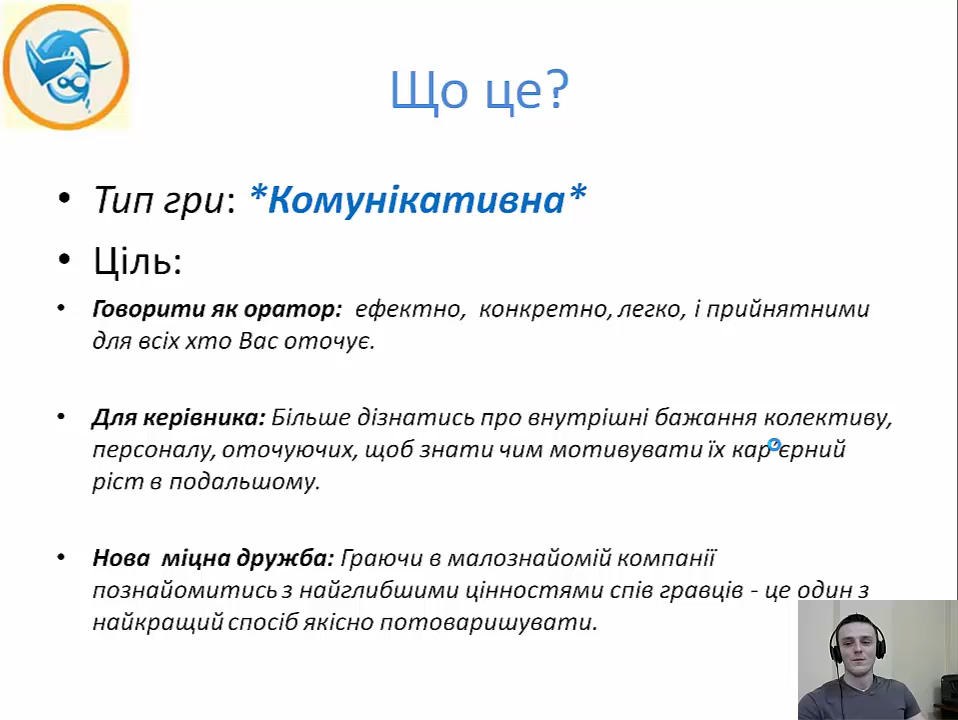 Що це?
• Тип гри: *Комунікативна*
• Ціль:
• Говорити як оратор: ефектно, конкретно, легко, і прийнятними
для всіх хто Вас оточує.
• Для керівника: Більше дізнатись про внутрішні бажання колективу,
персоналу, оточуючих, щоб знати чим мотивувати їх кар'єрний
ріст в подальшому.
• Нова міцна дружба: Граючи в малознайомій компанії
познайомитись з найглибшими цінностями спів гравців - це один з
найкращий спосіб якісно потоваришувати.